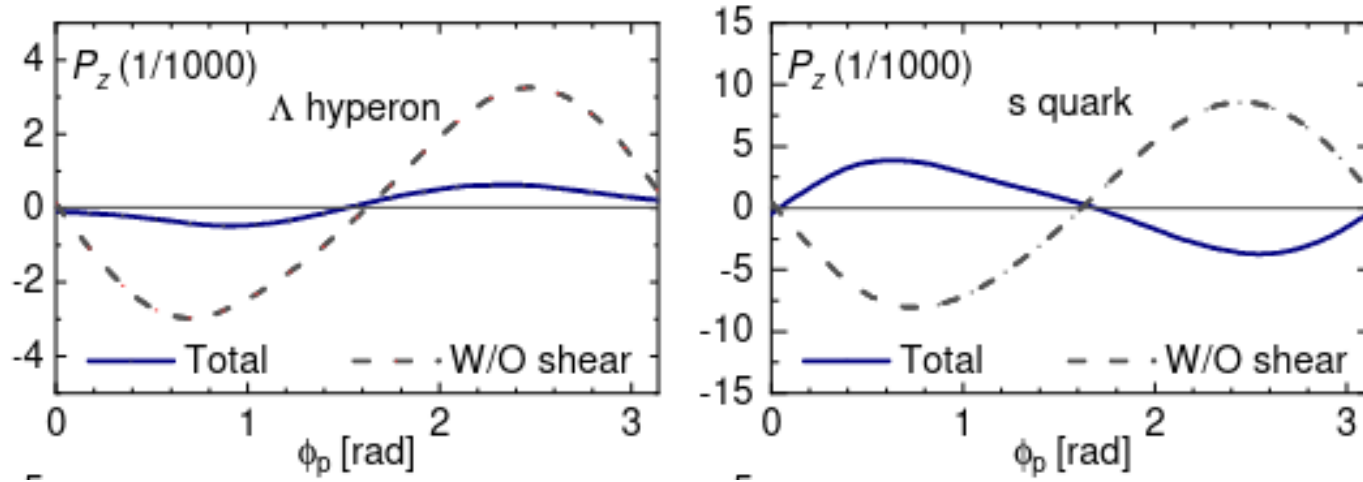 4
2
0
-2
-4
P_z (1/1000)
Λ hyperon
Total
W/O shear
0
1
2
3
ϕ_p [rad]
15
10
5
0
-5
-10
-15
P_z (1/1000)
s quark
Total
W/O shear
0
1
2
3
ϕ_p [rad]